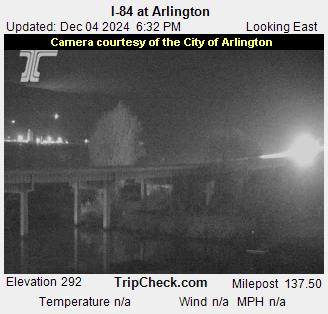 I-84 at Arlington
Updated: Dec 04 2024 6:32 PM Looking East
Camera courtesy of the City of Arlington
Elevation 292 TripCheck.com Milepost 137.50
Temperature n/a Wind n/a MPH n/a